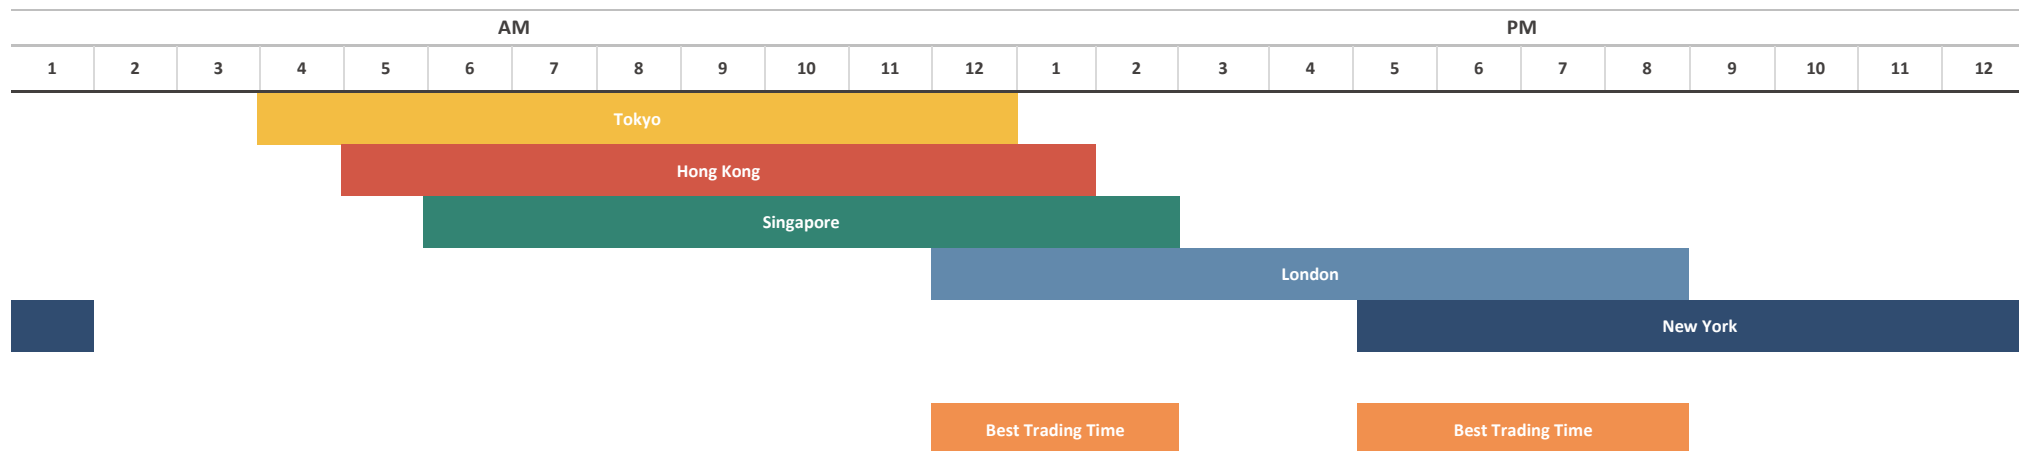 AM PM
1 2 3 4 5 6 7 8 9 10 11 12 1 2 3 4 5 6 7 8 9 10 11 12
Tokyo
Hong Kong
Singapore
London
New York
Best Trading Time Best Trading Time